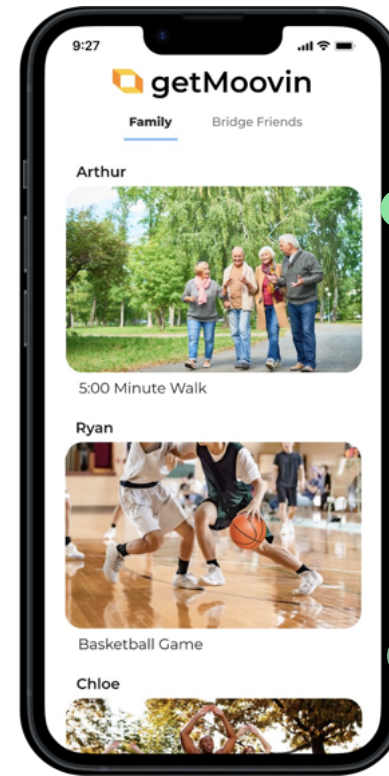 9:27
getMoovin
Family Bridge Friends
Arthur
5:00 Minute Walk
Ryan
Basketball Game
Chloe